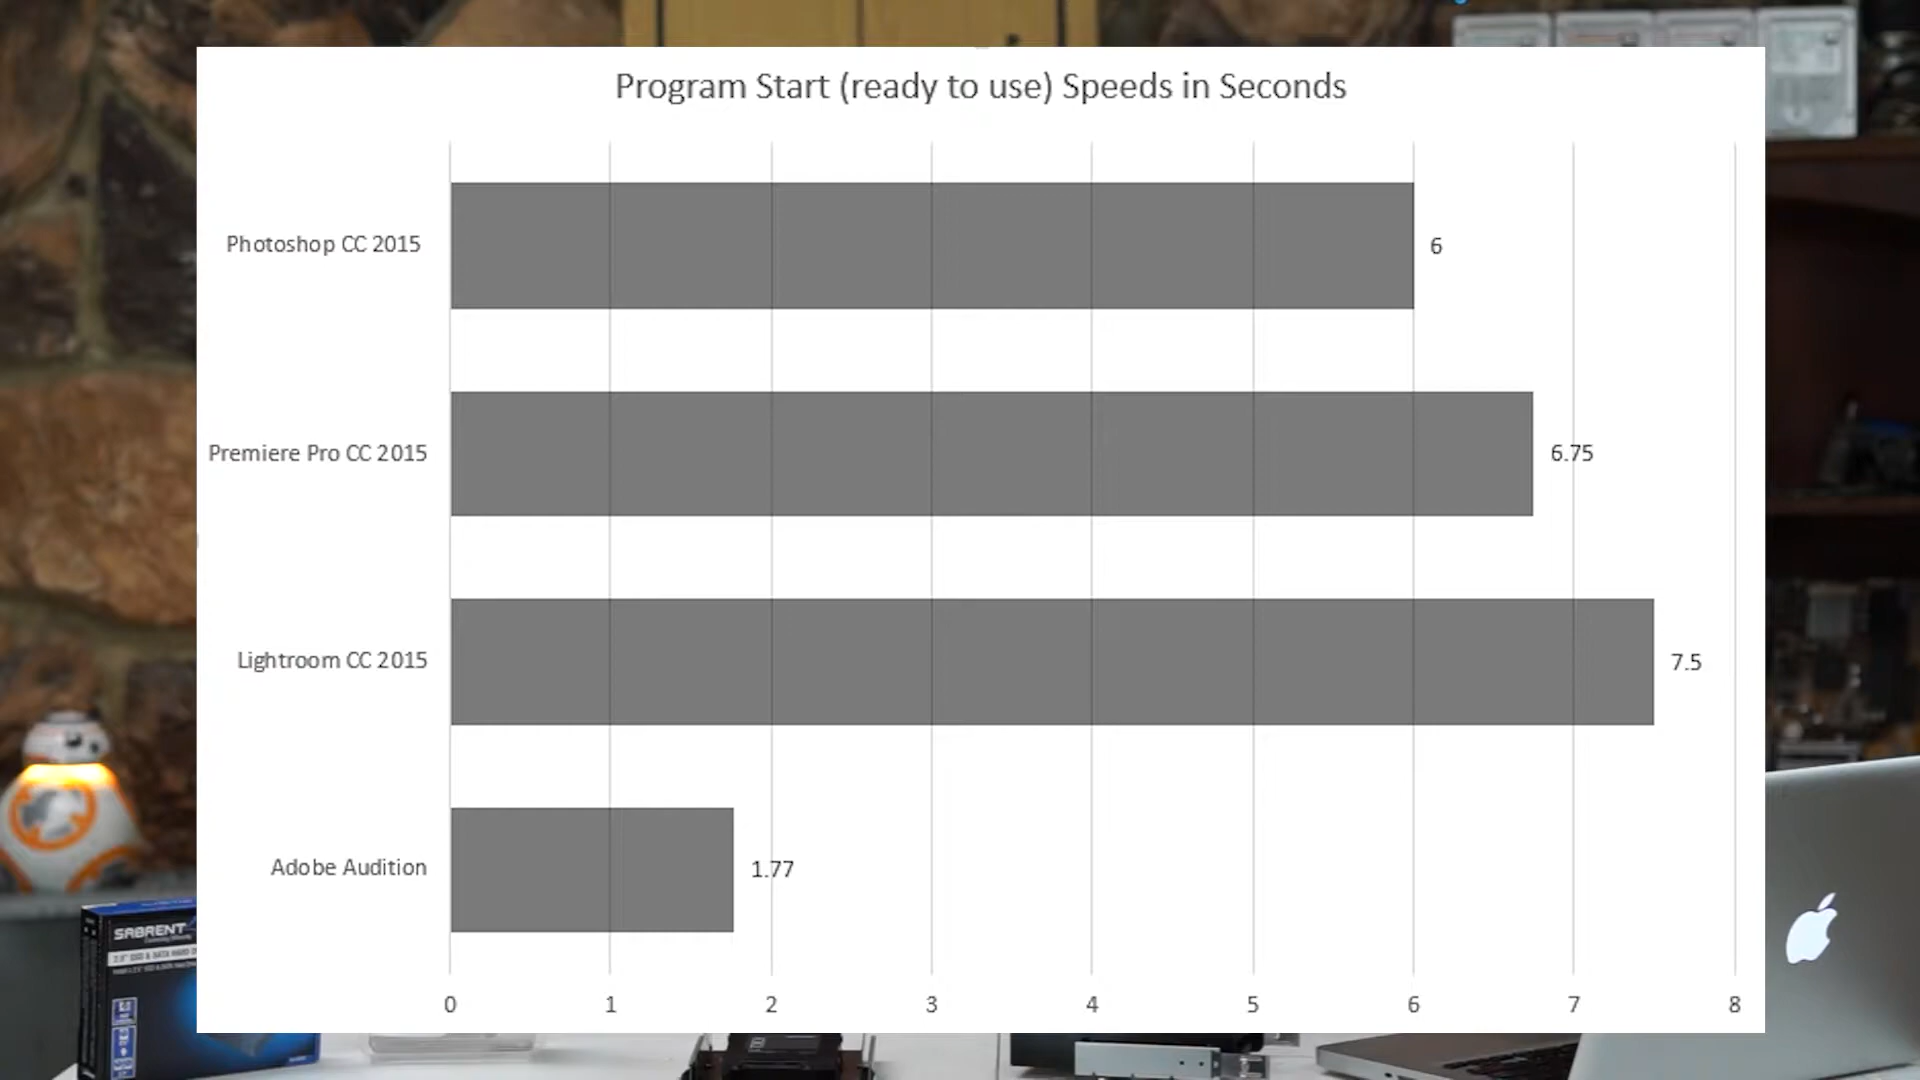 Program Start (ready to use) Speeds in Seconds
Photoshop CC 2015
6
Premiere Pro CC 2015
6.75
Lightroom CC 2015
7.5
Adobe Audition
1.77
0 1 2 3 4 5 6 7 8
SABRENT